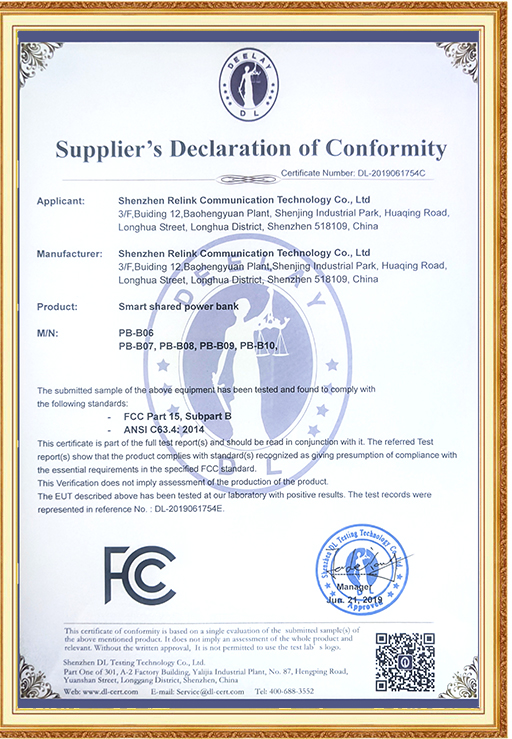 DEELAY
DL
Supplier's Declaration of Conformity
Certificate Number: DL-2019061754C
Applicant: Shenzhen Relink Communication Technology Co., Ltd
3/F,Buiding 12,Baohengyuan Plant, Shenjing Industrial Park, Huaqing Road,
Longhua Street, Longhua District, Shenzhen 518109, China
Manufacturer: Shenzhen Relink Communication Technology Co., Ltd
3/F,Buiding 12,Baohengyuan Plant,Shenjing Industrial Park, Huaqing Road,
Longhua Street, Longhua District, Shenzhen 518109, China
Product: Smart shared power bank
M/N: PB-B06
PB-B07, PB-B08, PB-B09, PB-B10,
DEELAY
DL
The submitted sample of the above equipment has been tested and found to comply with
the following standards:
- FCC Part 15, Subpart B
- ANSI C63.4: 2014
This certificate is part of the full test report(s) and should be read in conjunction with it. The referred Test
report(s) show that the product complies with standard(s) recognized as giving presumption of compliance with
the essential requirements in the specified FCC standard.
This Verification does not imply assessment of the production of the product.
The EUT described above has been tested at our laboratory with positive results. The test records were
represented in reference No. : DL-2019061754E.
FCC
Shenzhen DL Testing Technology Co., Ltd
Manager
Jun. 21, 2019
Approved
This certificate of conformity is based on a single evaluation of the submitted sample(s) of
the above mentioned product. It does not imply an assessment of the whole product and
relevant. Without the written approval, It is not permitted to use the test lab's logo.
Shenzhen DL Testing Technology Co., Ltd.
Part One of 301, A-2 Factory Building, Yaliju Industrial Plant, No. 87, Hengping Road,
Yuanshan Street, Longgang District, Shenzhen, China
Web: www.dl-cert.com E-mail: Service@dl-cert.com Tel: 400-688-3552